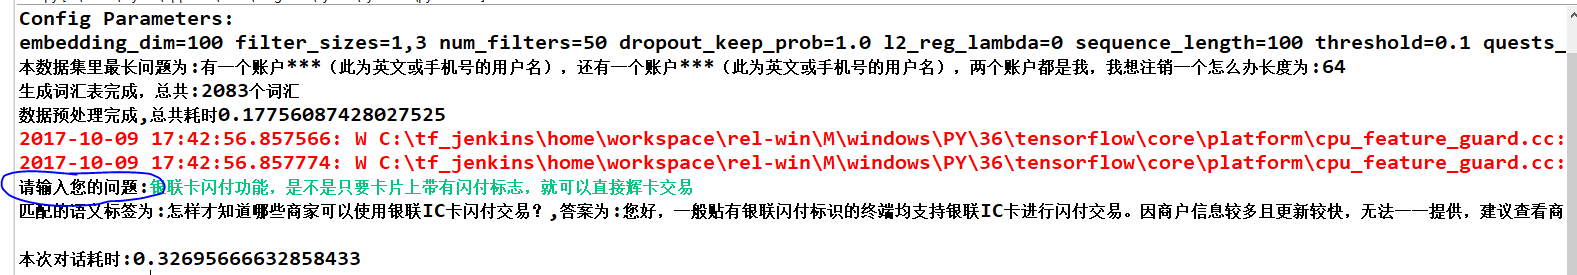 Config Parameters:
embedding_dim=100 filter_sizes=1,3 num_filters=50 dropout_keep_prob=1.0 l2_reg_lambda=0 sequence_length=100 threshold=0.1 quests_
本数据集里最长问题为:有一个账户***（此为英文或手机号的用户名），还有一个账户***（此为英文或手机号的用户名），两个账户都是我，我想注销一个怎么办长度为:64
生成词汇表完成，总共:2083个词汇
数据预处理完成,总共耗时0.17756087428027525
2017-10-09 17:42:56.857566: W C:\tf_jenkins\home\workspace\rel-win\M\windows\PY\36\tensorflow\core\platform\cpu_feature_guard.cc:
2017-10-09 17:42:56.857774: W C:\tf_jenkins\home\workspace\rel-win\M\windows\PY\36\tensorflow\core\platform\cpu_feature_guard.cc:
请输入您的问题:银联卡闪付功能，是不是只要卡片上带有闪付标志，就可以直接辉卡交易
匹配的语义标签为:怎样才知道哪些商家可以使用银联IC卡闪付交易？,答案为:您好，一般贴有银联闪付标识的终端均支持银联IC卡进行闪付交易。因商户信息较多且更新较快，无法一一提供，建议查看商
本次对话耗时:0.32695666632858433